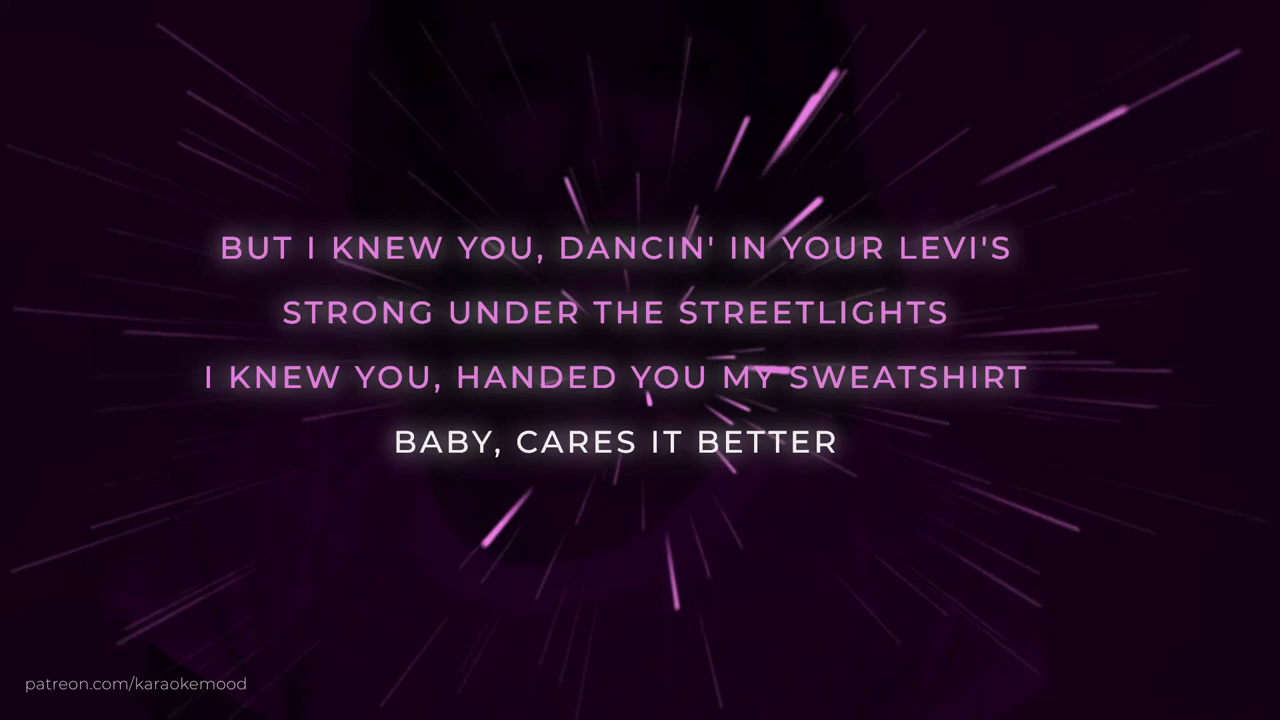 BUT I KNEW YOU, DANCIN' IN YOUR LEVI'S
STRONG UNDER THE STREETLIGHTS
I KNEW YOU, HANDED YOU MY SWEATSHIRT
BABY, CARES IT BETTER
patreon.com/karaokemood